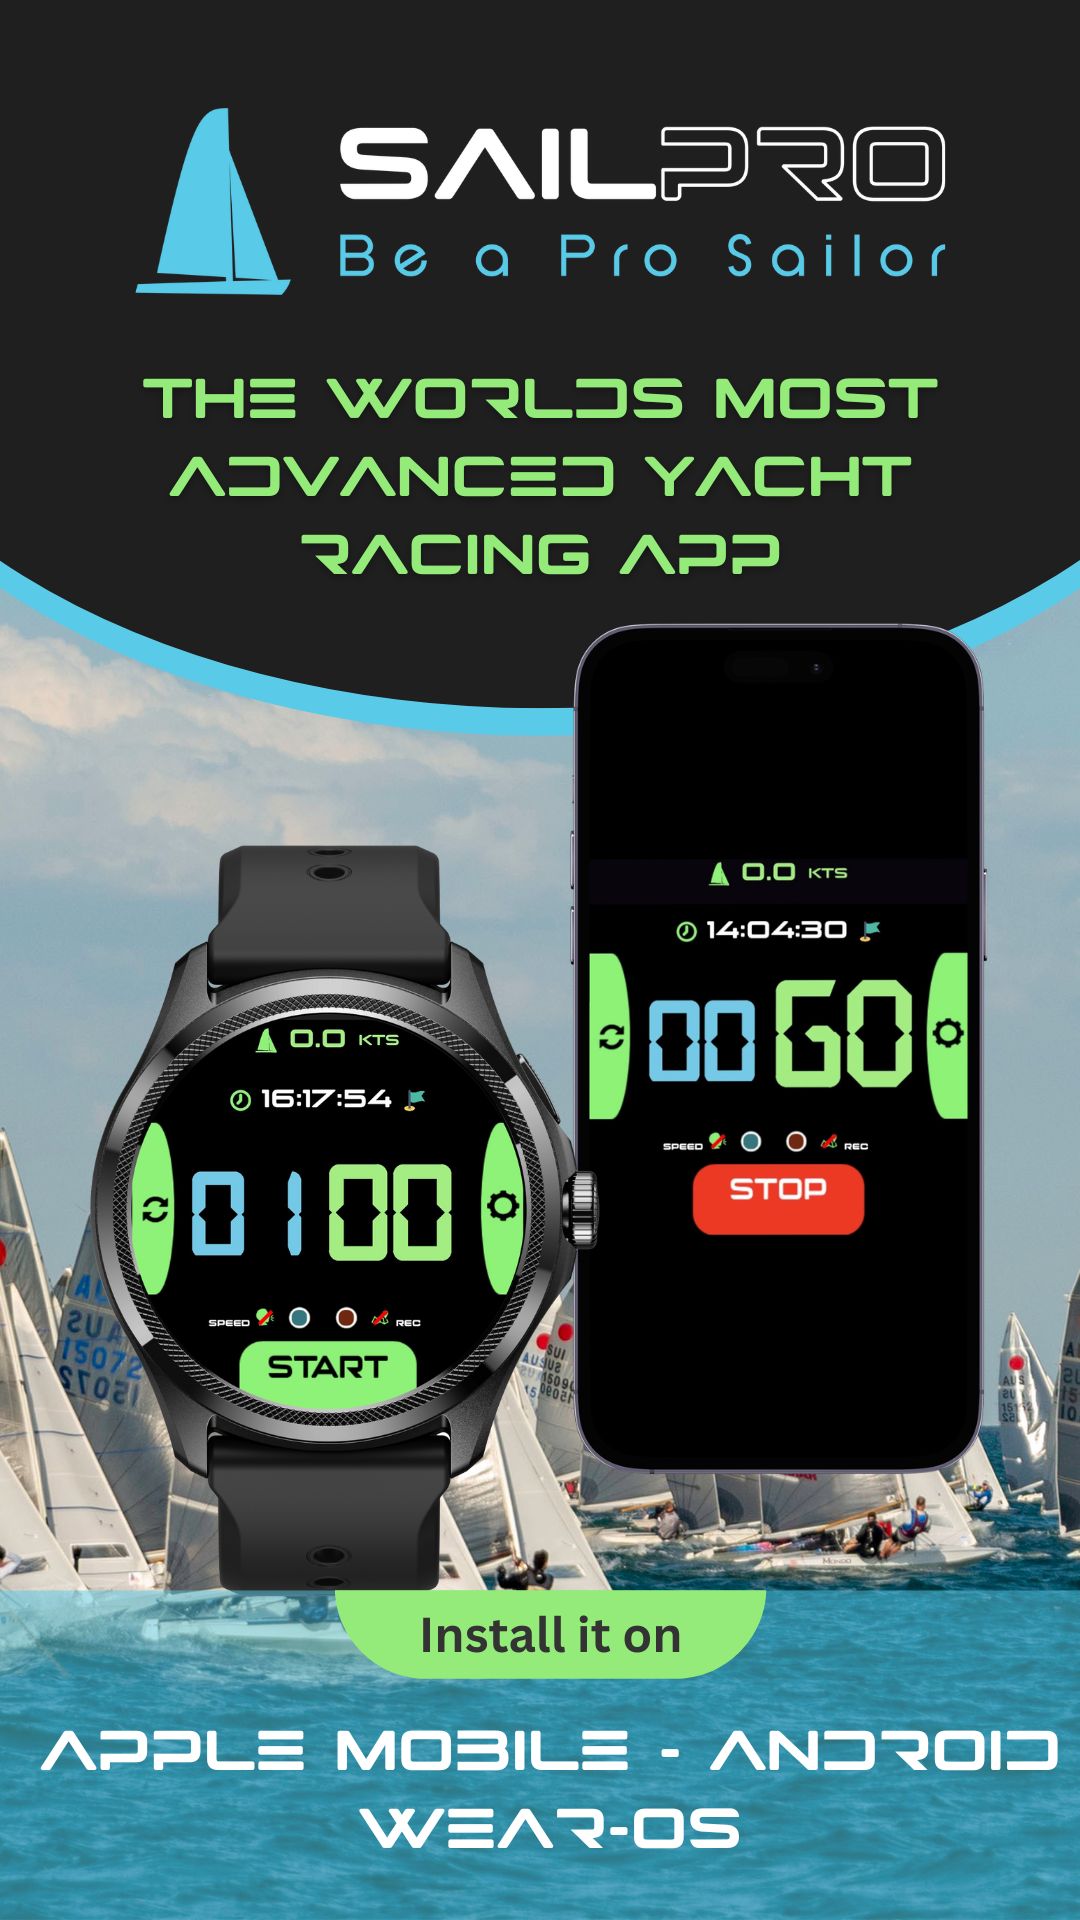 SAILPRO
Be a Pro Sailor
THE WORLDS MOST
ADVANCED YACHT
RACING APP
0.0 KTS
14:04:30
00 GO
SPEED REC
STOP
0.0 KTS
16:17:54
01 00
SPEED REC
START
AUS
15072
Install it on
APPLE MOBILE - ANDROID
WEAR-OS